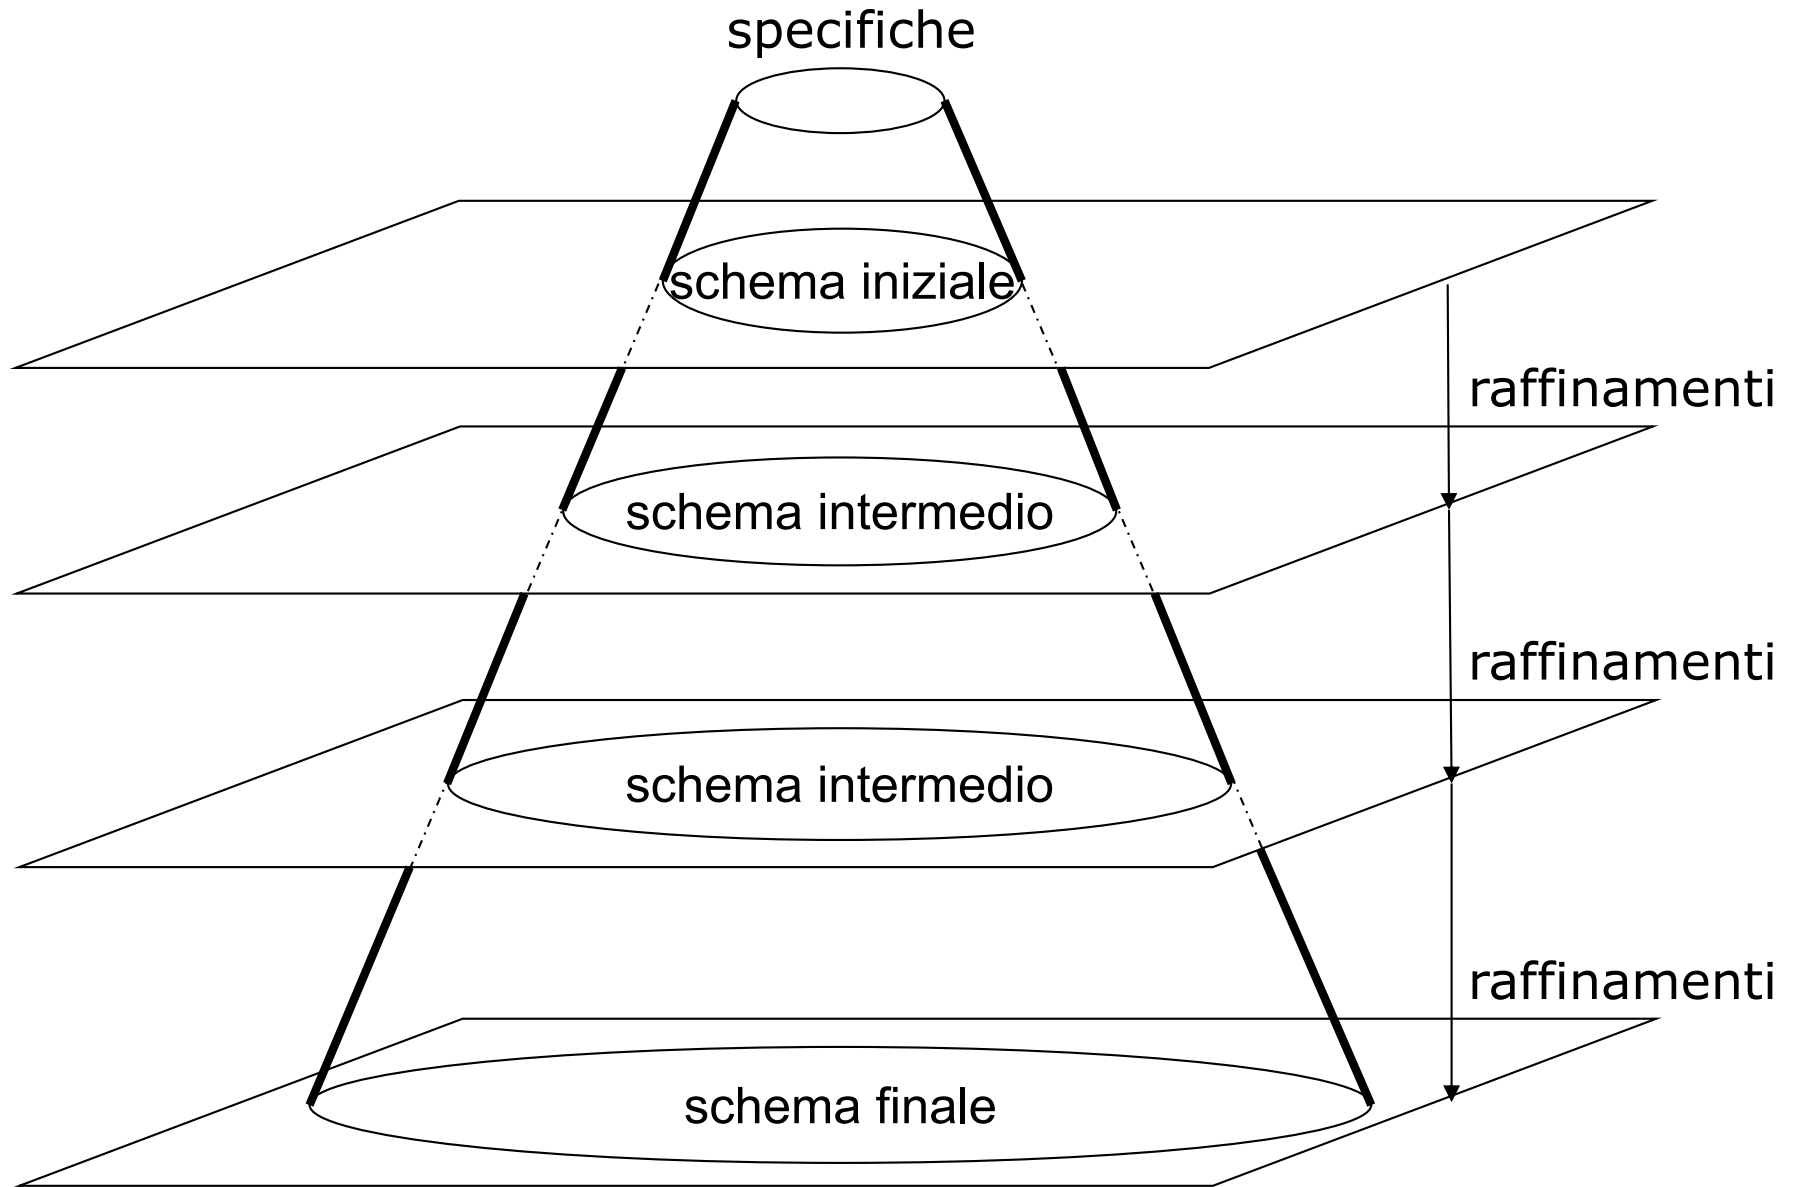 specifiche
schema iniziale
raffinamenti
schema intermedio
raffinamenti
schema intermedio
raffinamenti
schema finale